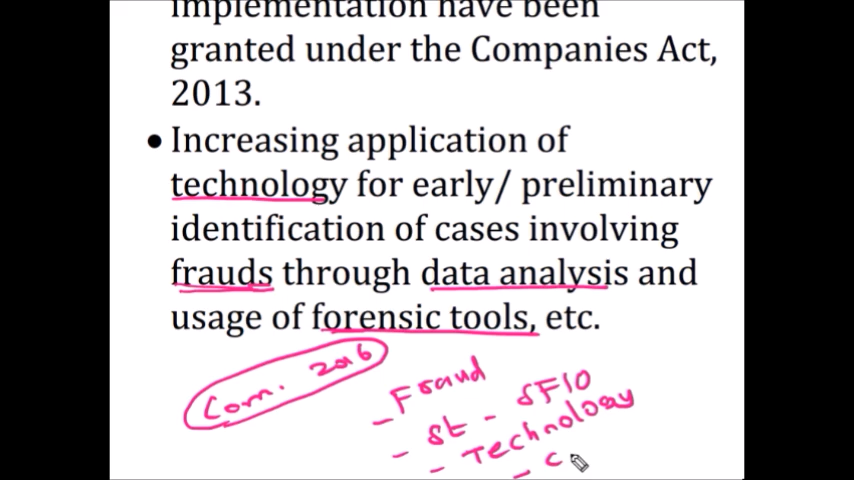 implementation have been
granted under the Companies Act,
2013.
• Increasing application of
technology for early/ preliminary
identification of cases involving
frauds through data analysis and
usage of forensic tools, etc.
Com. 2016
- Fraud
- St - SFIO
- Technology
- C